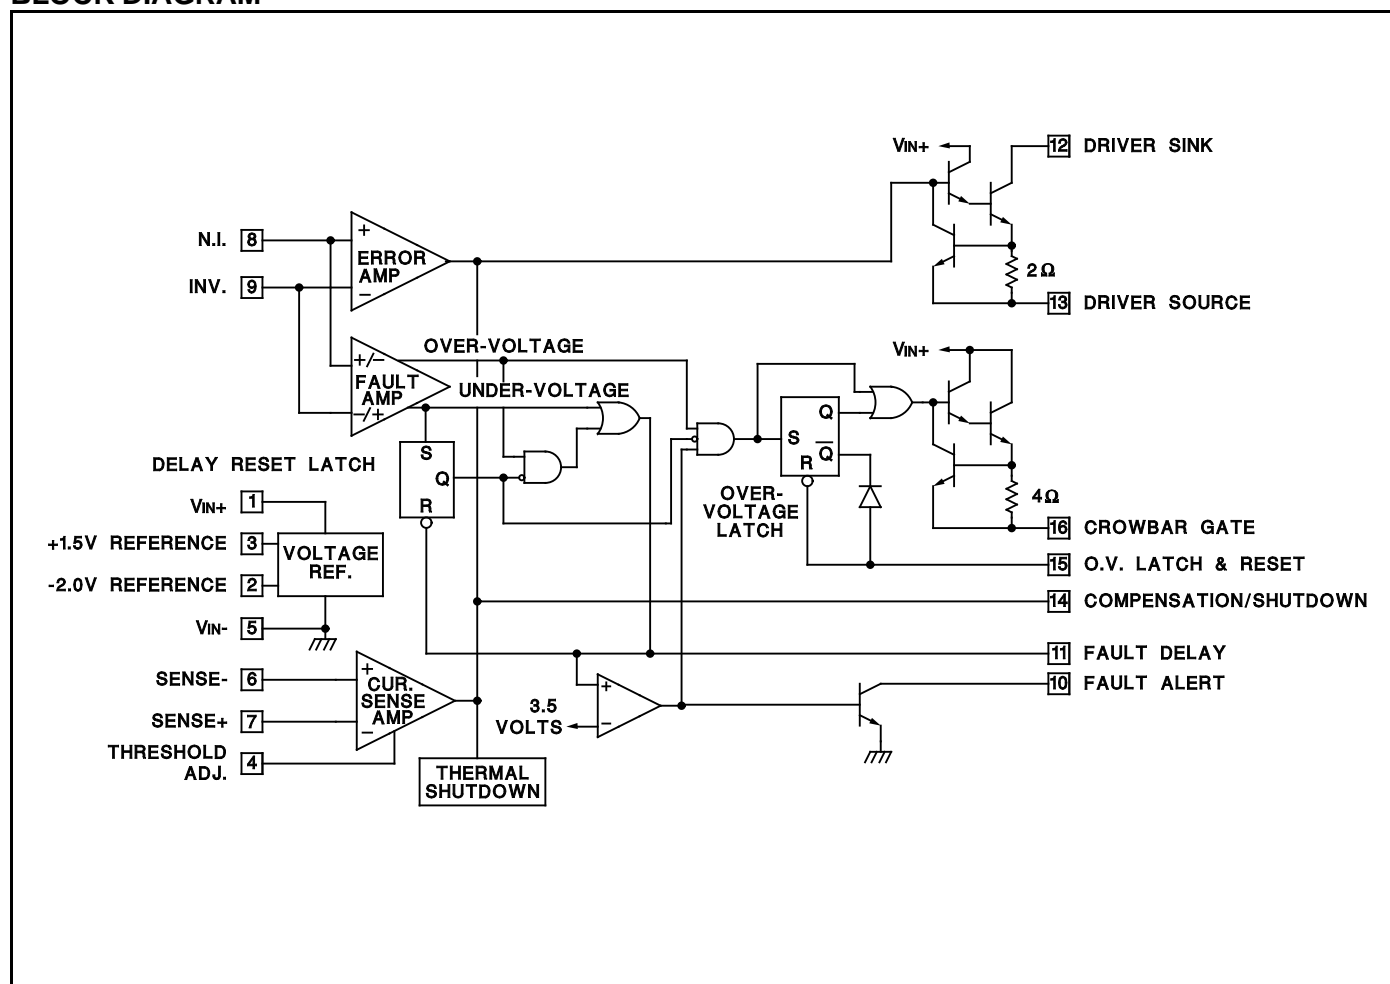 BLOCK DIAGRAM
VIN+
12 DRIVER SINK
N.I. 8
+
ERROR
AMP
−
INV. 9
2Ω
13 DRIVER SOURCE
OVER-VOLTAGE
VIN+
+/−
FAULT
AMP
−/+
UNDER-VOLTAGE
DELAY RESET LATCH
S
Q
R
S
Q
Q
R
OVER-
VOLTAGE
LATCH
4Ω
16 CROWBAR GATE
VIN+ 1
+1.5V REFERENCE 3
-2.0V REFERENCE 2
VOLTAGE
REF.
VIN- 5
15 O.V. LATCH & RESET
14 COMPENSATION/SHUTDOWN
11 FAULT DELAY
10 FAULT ALERT
SENSE- 6
SENSE+ 7
THRESHOLD
ADJ. 4
+
CUR.
SENSE
AMP
−
3.5
VOLTS
+
−
THERMAL
SHUTDOWN